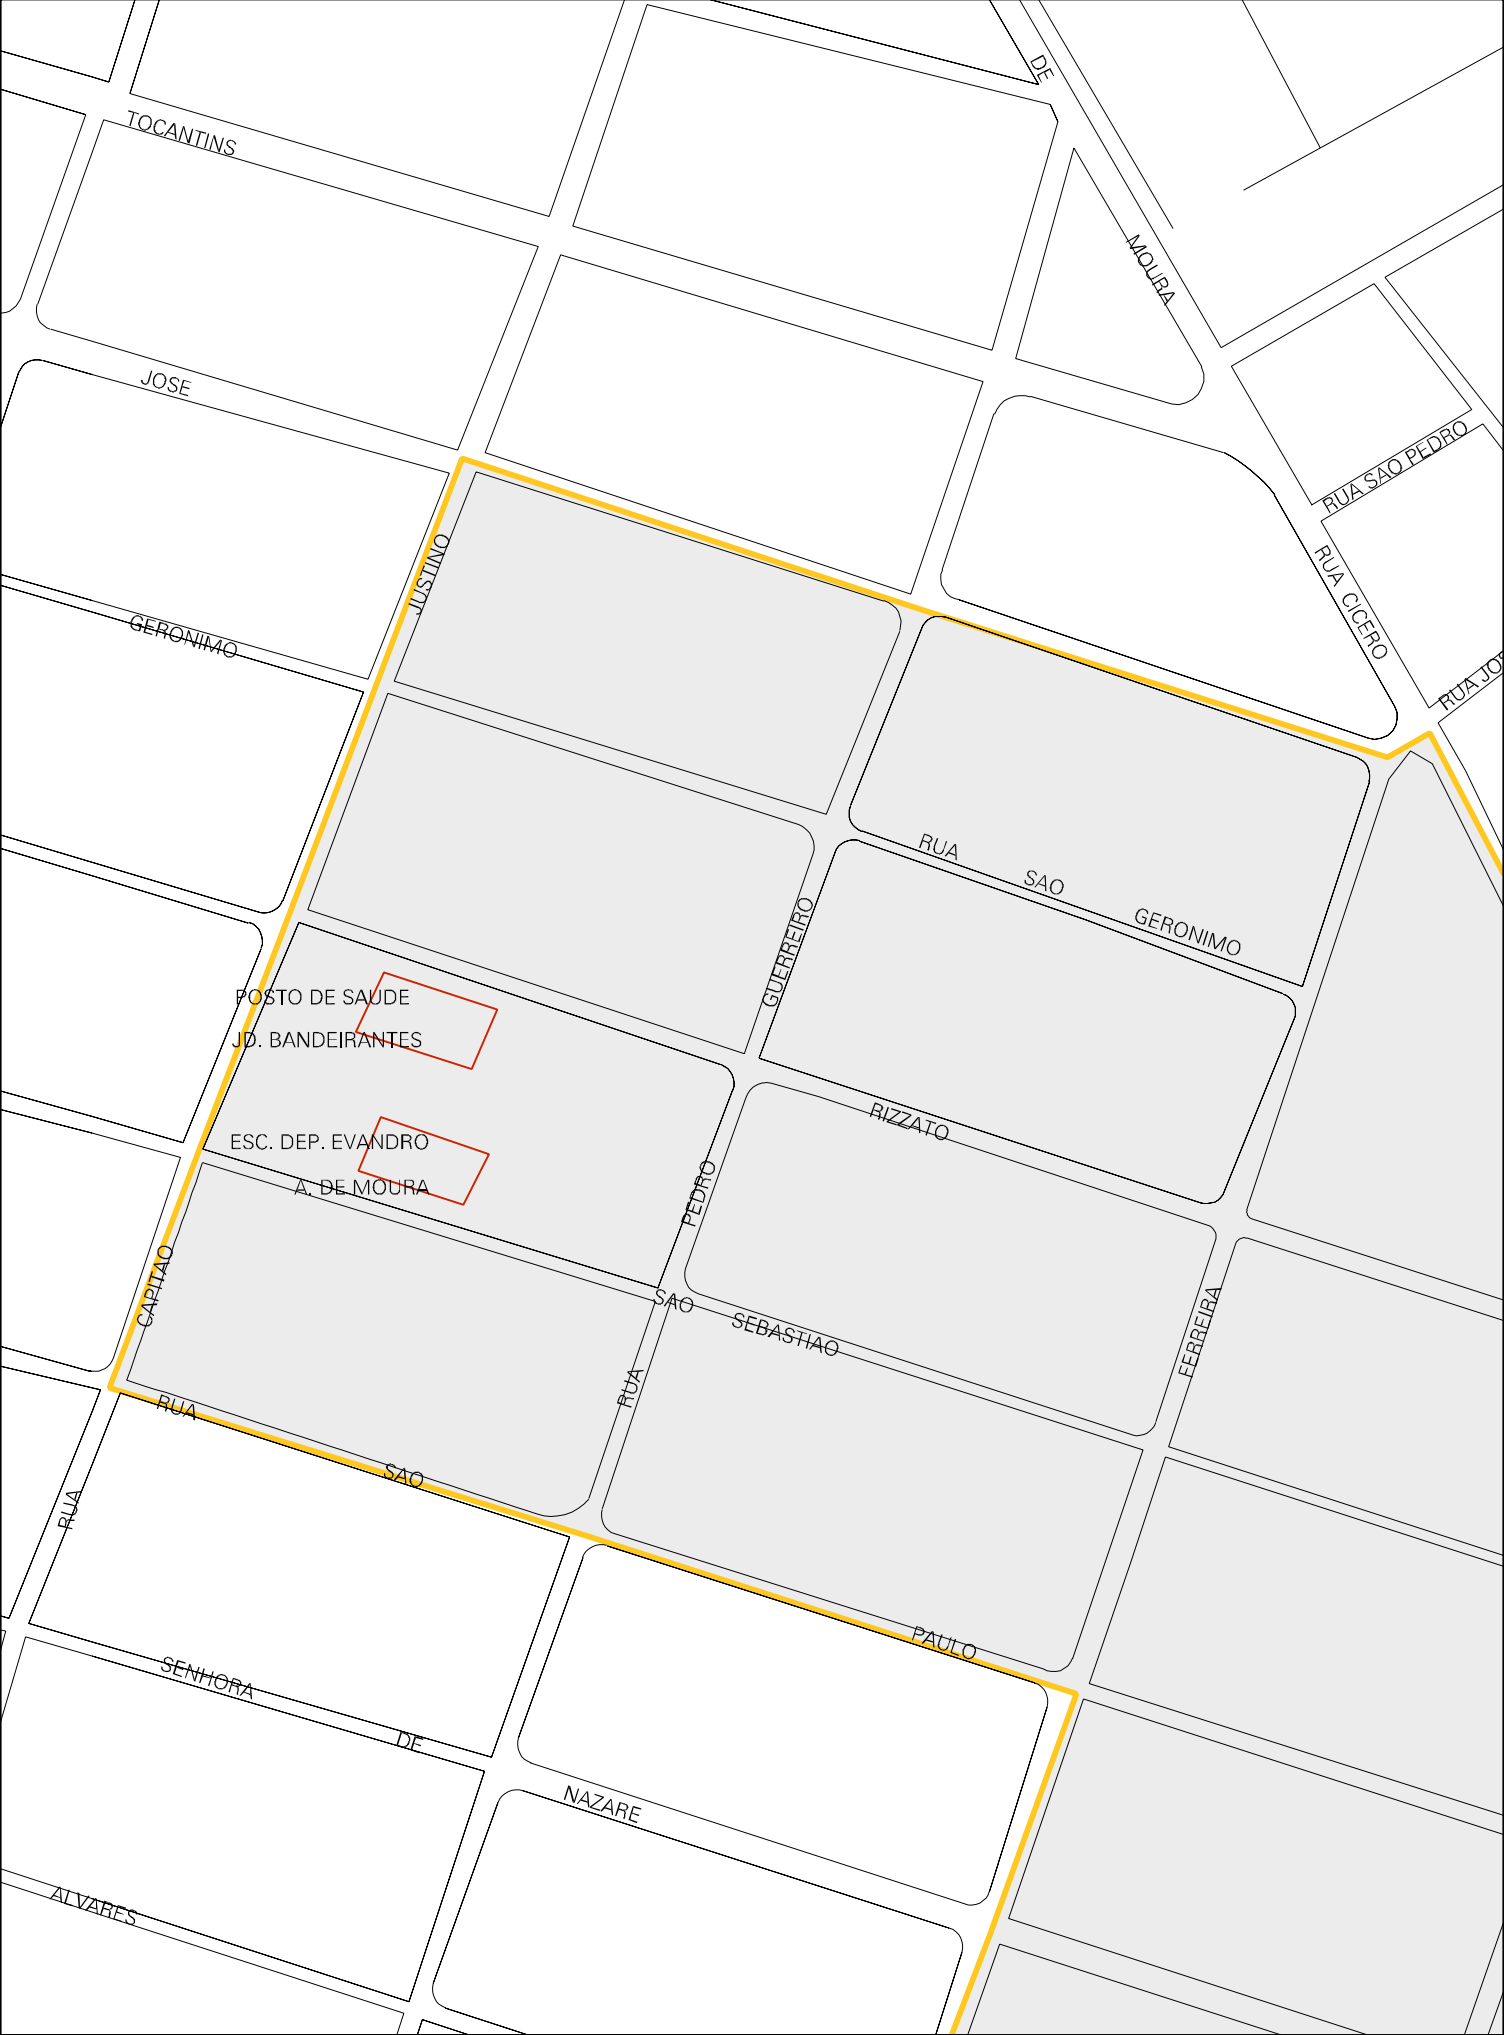 DE
TOCANTINS
MOURA
JOSE
RUA SAO PEDRO
JUSTINO
RUA CICERO
GERONIMO
RUA JOS
RUA SAO GERONIMO
GUERREIRO
POSTO DE SAUDE
JD. BANDEIRANTES
RIZZATO
ESC. DEP. EVANDRO
A. DE MOURA
PEDRO
CAPITAO
SAO SEBASTIAO
FERREIRA
RUA
RUA SAO PAULO
RUA
SENHORA DE NAZARE
ALVARES